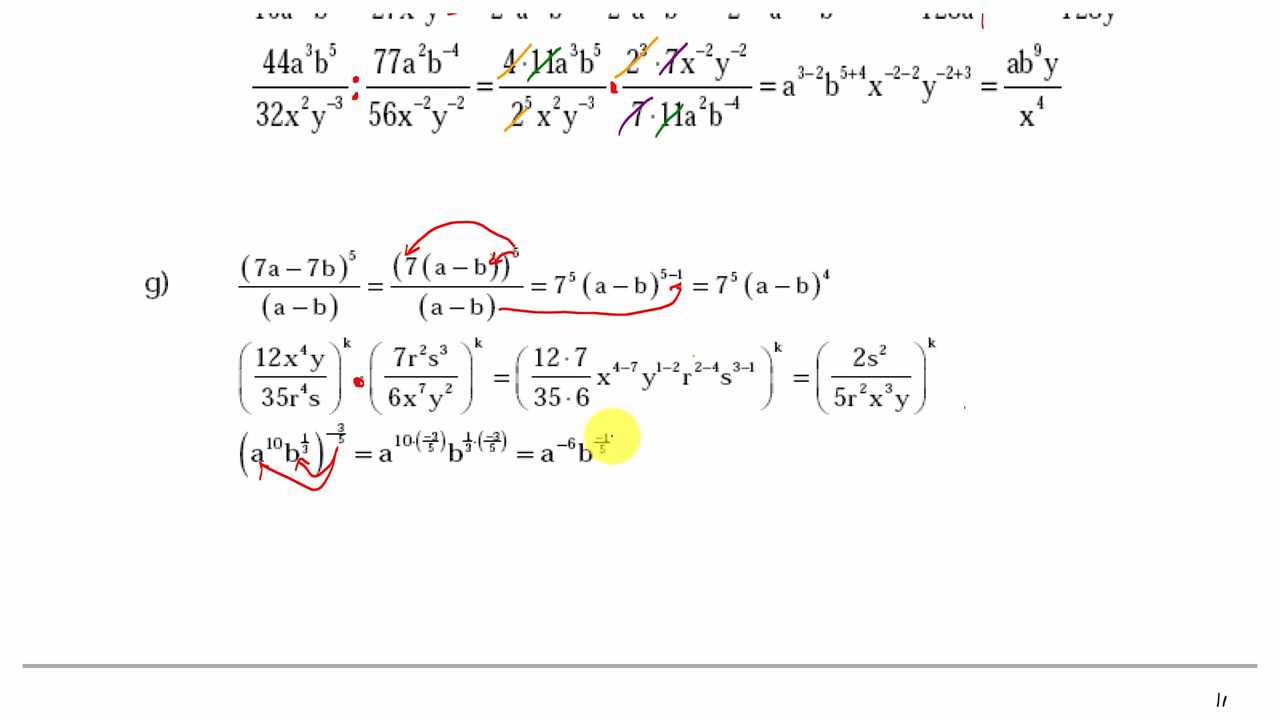 44a³b⁵/32x²y⁻³ : 77a²b⁻⁴/56x⁻²y⁻² = 4·11a³b⁵/2⁵x²y⁻³ · 2³·7x⁻²y⁻²/7·11a²b⁻⁴ = a³⁻²b⁵⁺⁴x⁻²⁻²y⁻²⁺³ = ab⁹y/x⁴
g) (7a−7b)⁵/(a−b) = (7(a−b))⁵/(a−b) = 7⁵(a−b)⁵⁻¹ = 7⁵(a−b)⁴
(12x⁴y/35r⁴s)ᵏ · (7r²s³/6x⁷y²)ᵏ = (12·7/35·6 x⁴⁻⁷y¹⁻²r²⁻⁴s³⁻¹)ᵏ = (2s²/5r²x³y)ᵏ
(a¹⁰b^(1/3))^(−3/5) = a^(10·(−3/5))b^(1/3·(−3/5)) = a⁻⁶b^(−1/5)